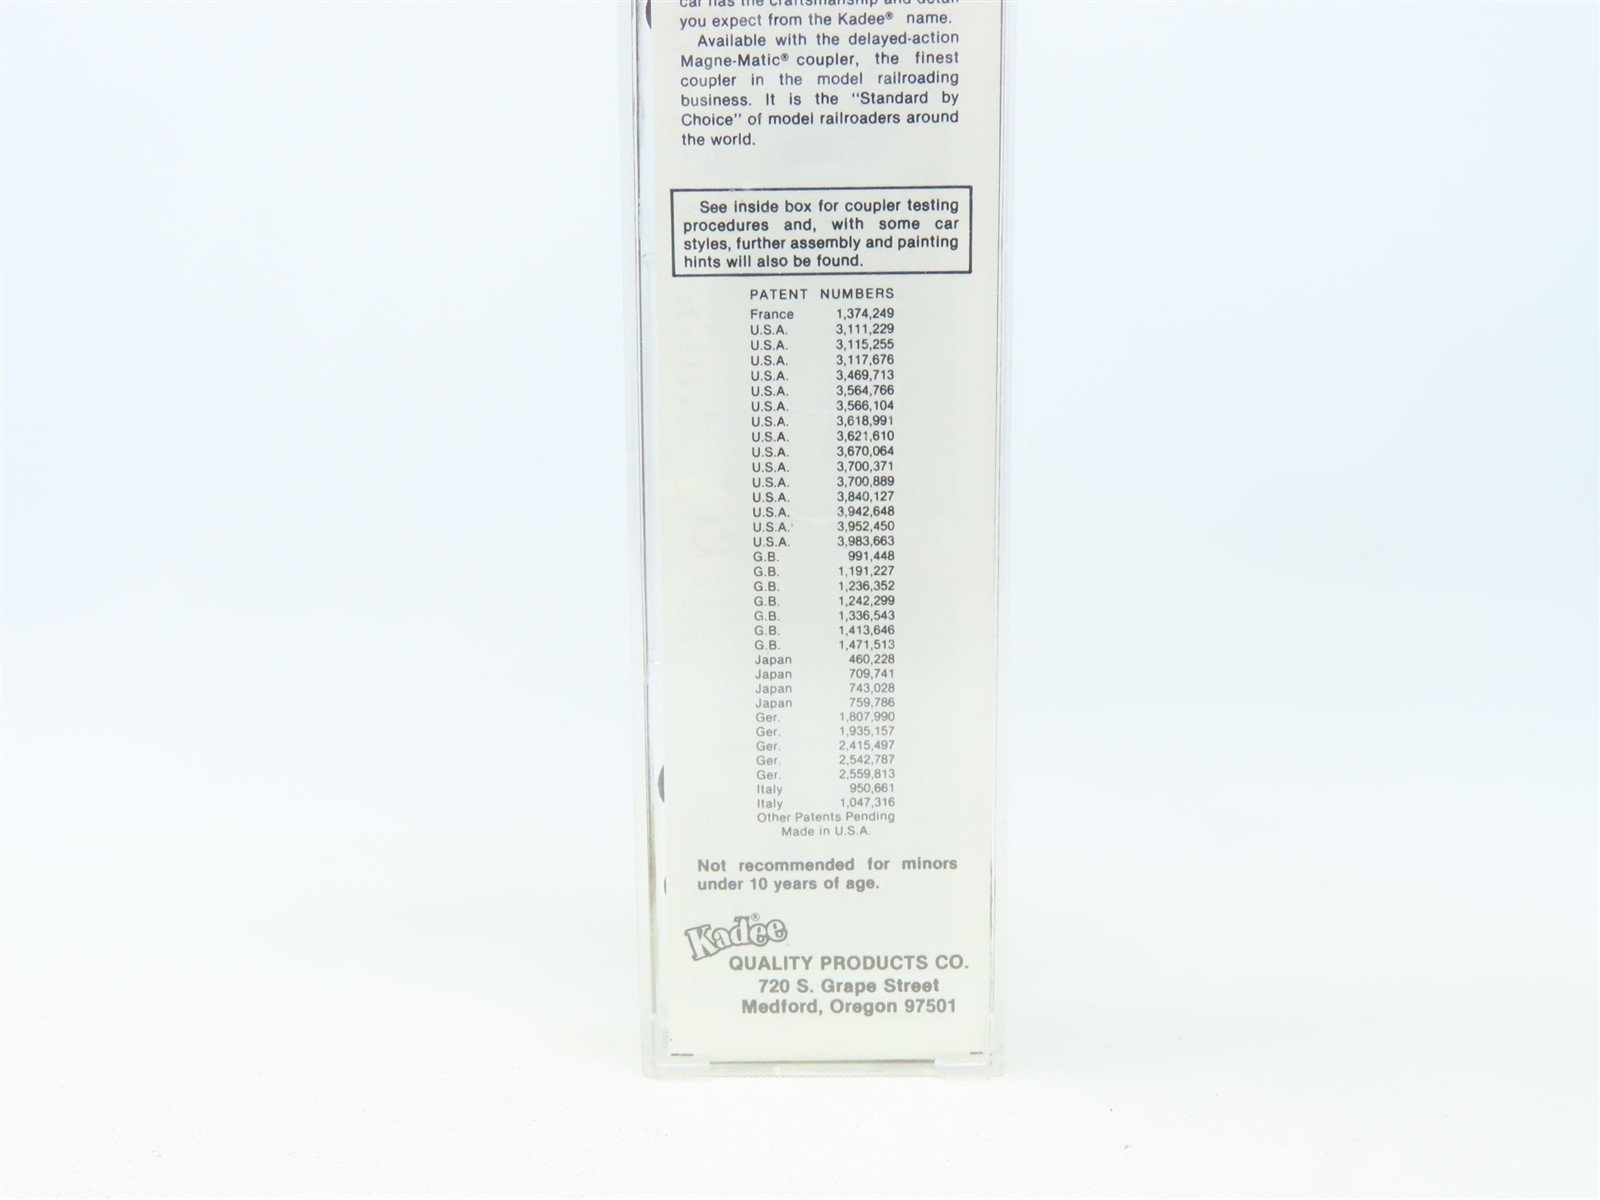 car has the craftsmanship and detail
you expect from the Kadee® name.
Available with the delayed-action
Magne-Matic® coupler, the finest
coupler in the model railroading
business. It is the "Standard by
Choice" of model railroaders around
the world.
See inside box for coupler testing
procedures and, with some car
styles, further assembly and painting
hints will also be found.
PATENT NUMBERS
France 1,374,249
U.S.A. 3,111,229
U.S.A. 3,115,255
U.S.A. 3,117,676
U.S.A. 3,469,713
U.S.A. 3,564,766
U.S.A. 3,566,104
U.S.A. 3,618,991
U.S.A. 3,621,610
U.S.A. 3,670,064
U.S.A. 3,700,371
U.S.A. 3,700,889
U.S.A. 3,840,127
U.S.A. 3,942,648
U.S.A. 3,952,450
U.S.A. 3,983,663
G.B. 991,448
G.B. 1,191,227
G.B. 1,236,352
G.B. 1,242,299
G.B. 1,336,543
G.B. 1,413,646
G.B. 1,471,513
Japan 460,228
Japan 709,741
Japan 743,028
Japan 759,786
Ger. 1,807,990
Ger. 1,935,157
Ger. 2,415,497
Ger. 2,542,787
Ger. 2,559,813
Italy 950,661
Italy 1,047,316
Other Patents Pending
Made in U.S.A.
Not recommended for minors
under 10 years of age.
Kadee®
QUALITY PRODUCTS CO.
720 S. Grape Street
Medford, Oregon 97501